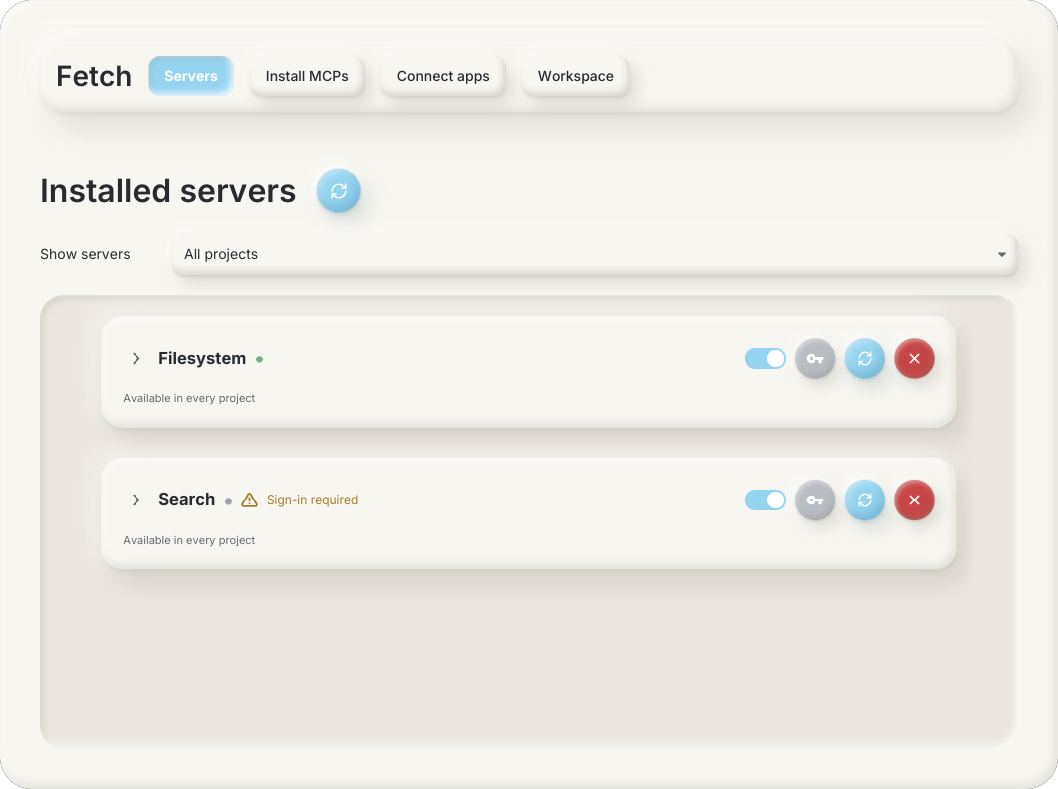 Fetch Servers Install MCPs Connect apps Workspace
Installed servers
Show servers All projects
Filesystem
Available in every project
Search Sign-in required
Available in every project